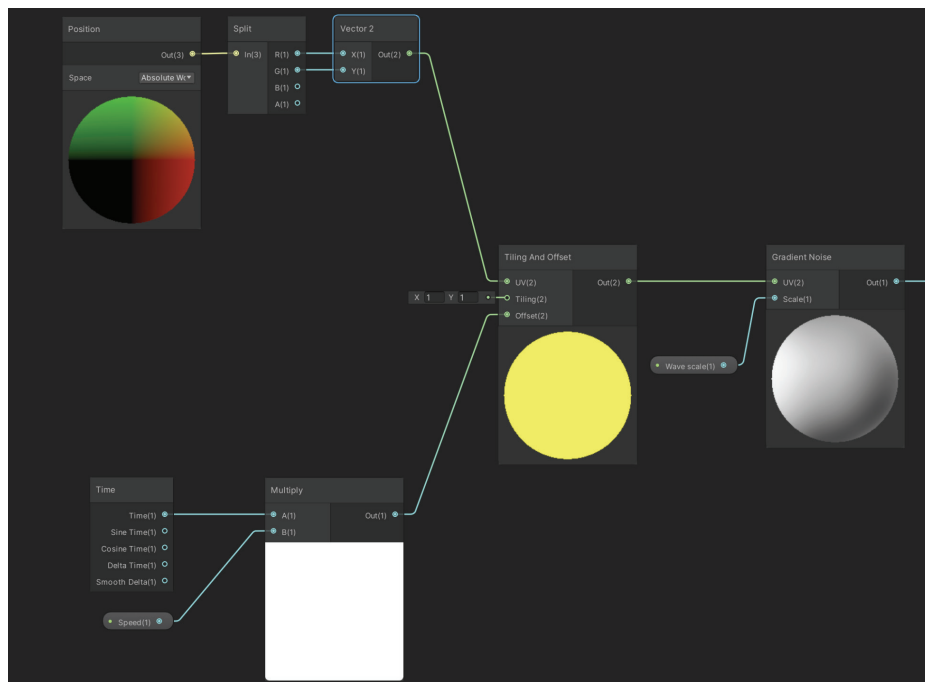 Position
Out(3)
Space
Absolute Wo
Split
In(3)
R(1)
G(1)
B(1)
A(1)
Vector 2
X(1)
Out(2)
Y(1)
Tiling And Offset
UV(2)
Out(2)
X 1 Y 1
Tiling(2)
Offset(2)
Gradient Noise
UV(2)
Out(1)
Scale(1)
Wave scale(1)
Time
Time(1)
Sine Time(1)
Cosine Time(1)
Delta Time(1)
Smooth Delta(1)
Speed(1)
Multiply
A(1)
Out(1)
B(1)